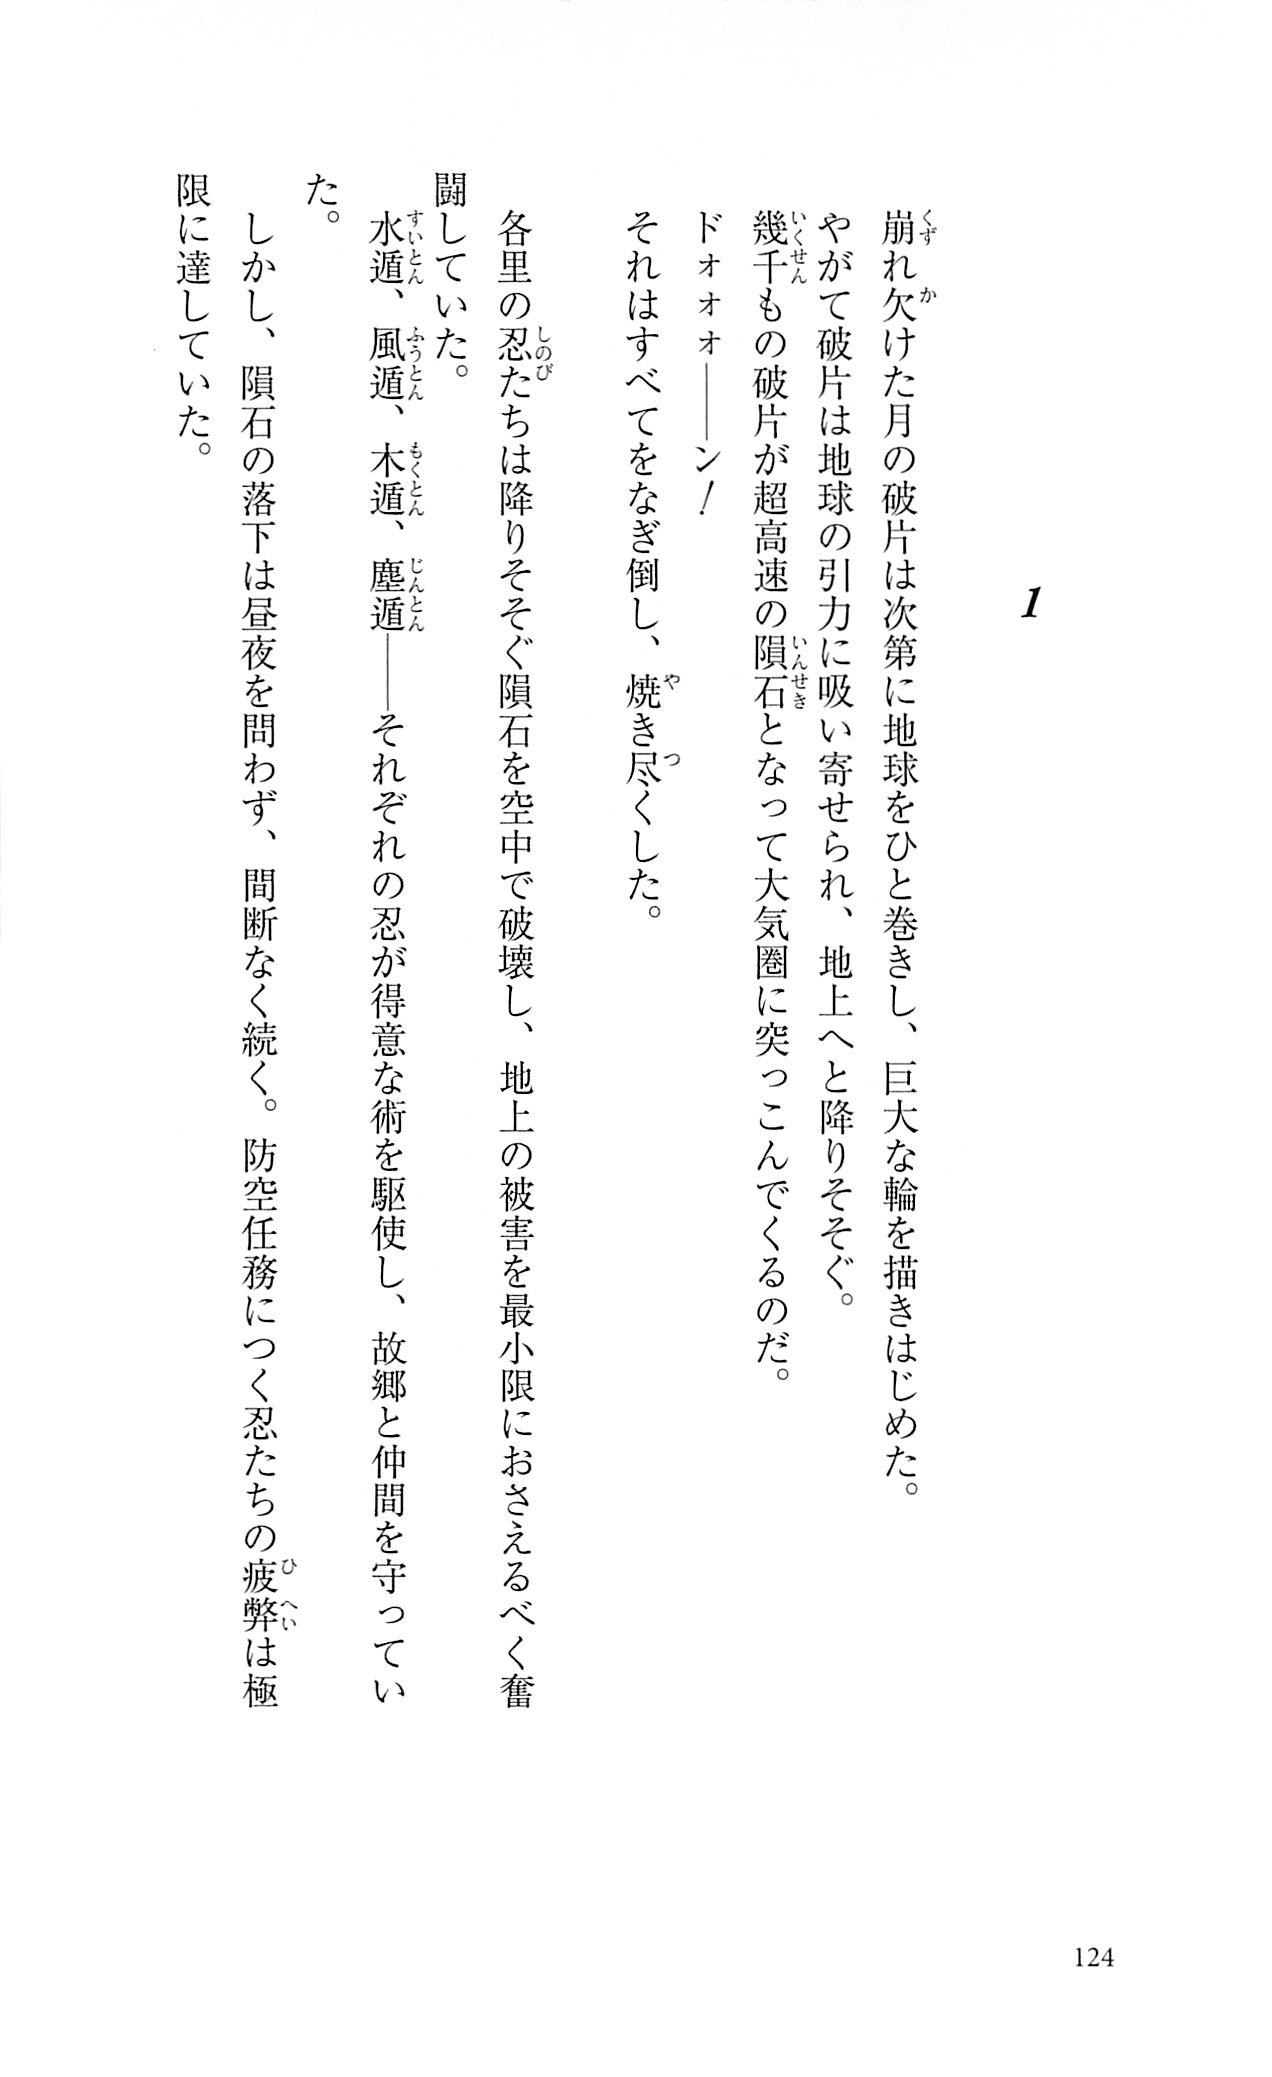 1
崩れ欠けた月の破片は次第に地球をひと巻きし、巨大な輪を描きはじめた。
やがて破片は地球の引力に吸い寄せられ、地上へと降りそそぐ。
幾千もの破片が超高速の隕石となって大気圏に突っこんでくるのだ。
ドォォォ――ン！
それはすべてをなぎ倒し、焼き尽くした。
各里の忍たちは降りそそぐ隕石を空中で破壊し、地上の被害を最小限におさえるべく奮
闘していた。
水遁、風遁、木遁、塵遁――それぞれの忍が得意な術を駆使し、故郷と仲間を守ってい
た。
しかし、隕石の落下は昼夜を問わず、間断なく続く。防空任務につく忍たちの疲弊は極
限に達していた。
124